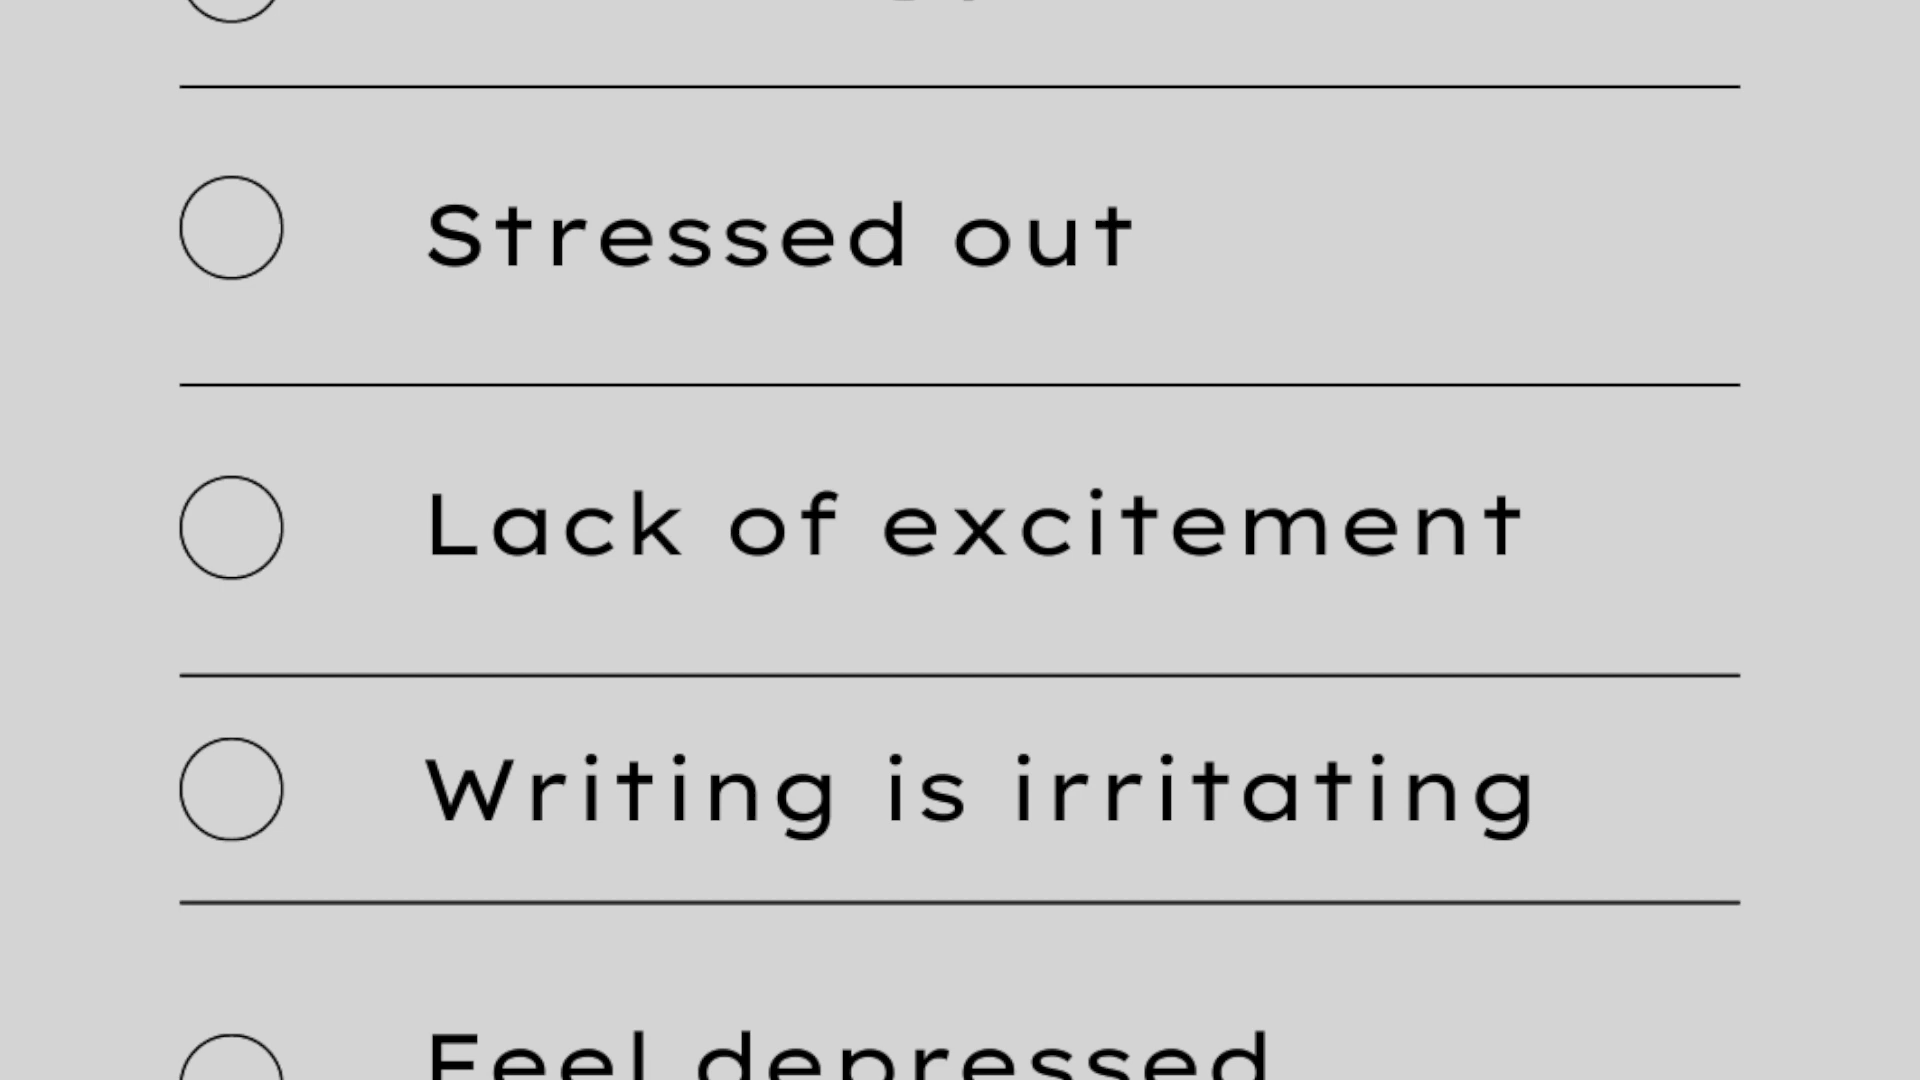 Stressed out
Lack of excitement
Writing is irritating
Feel depressed